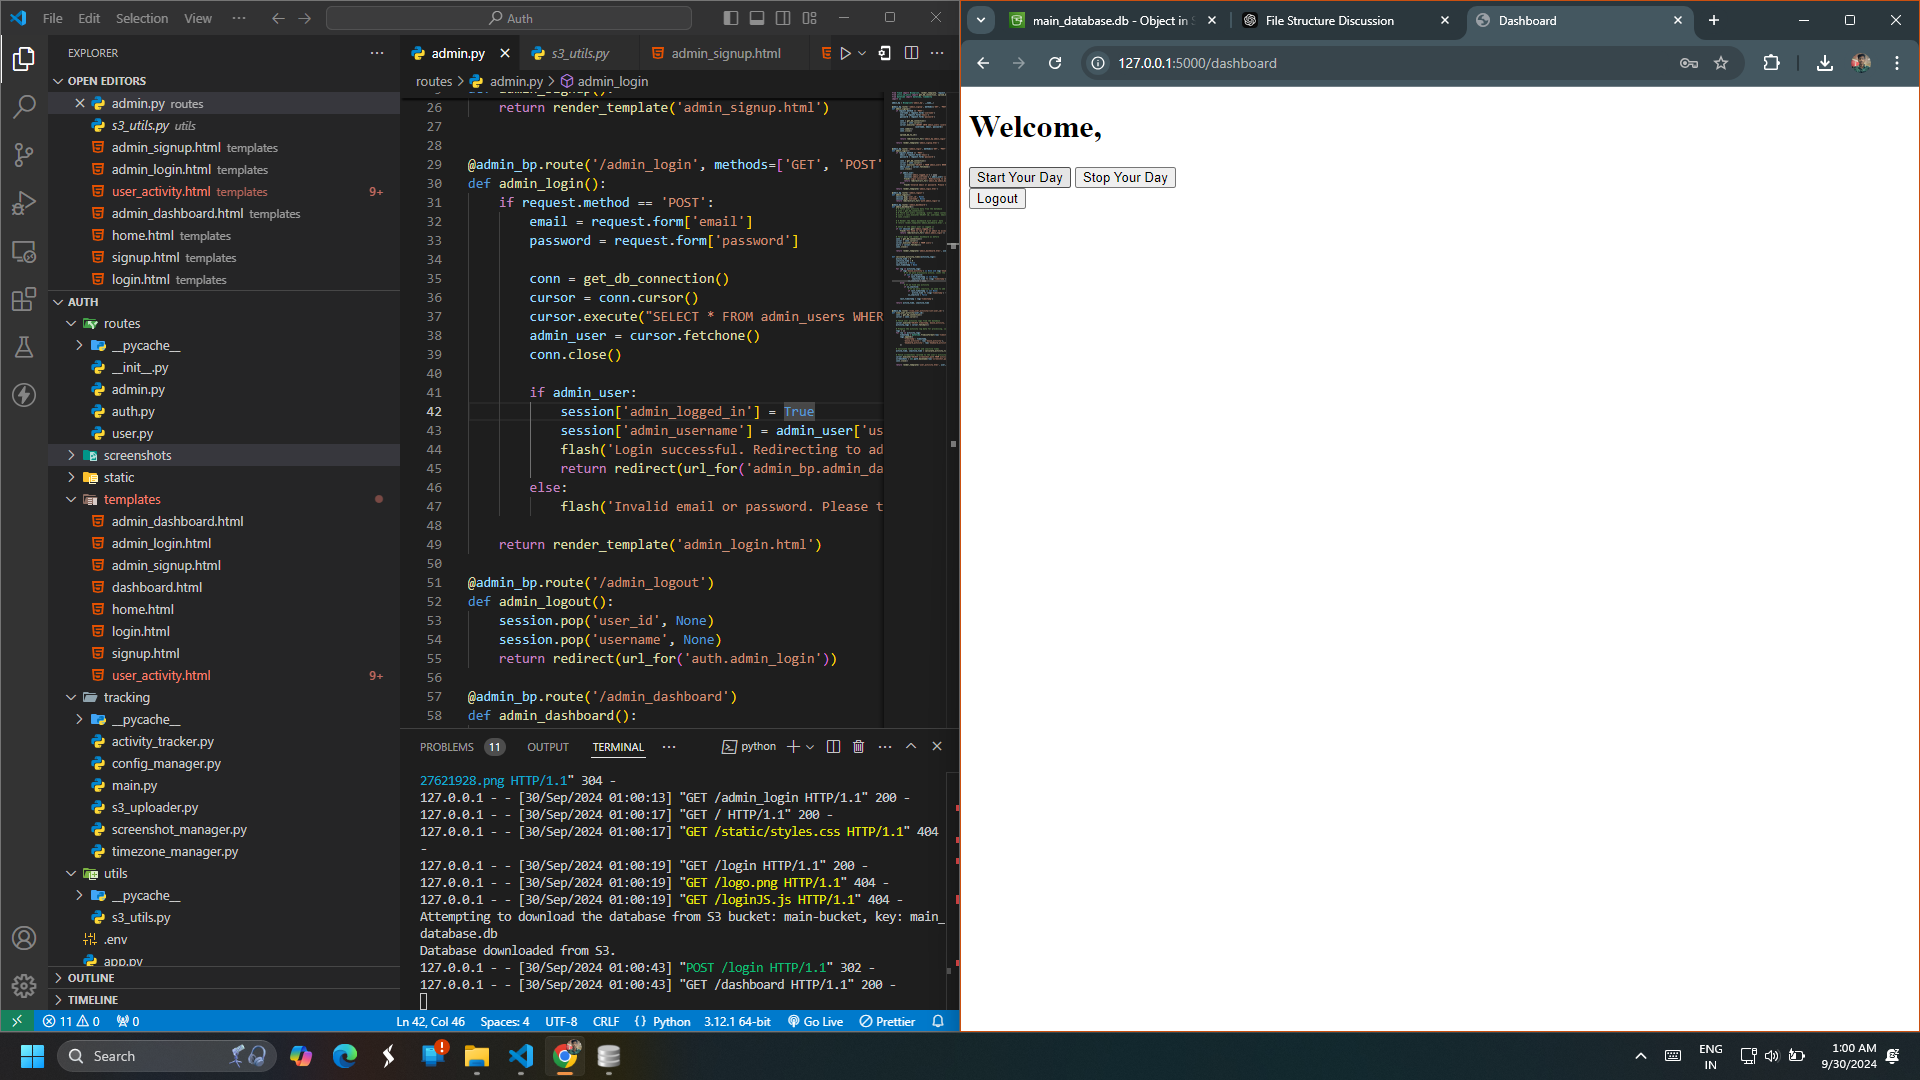 File Edit Selection View ··· Auth
EXPLORER ···
OPEN EDITORS
admin.py routes
s3_utils.py utils
admin_signup.html templates
admin_login.html templates
user_activity.html templates 9+
admin_dashboard.html templates
home.html templates
signup.html templates
login.html templates
AUTH
routes
__pycache__
__init__.py
admin.py
auth.py
user.py
screenshots
static
templates
admin_dashboard.html
admin_login.html
admin_signup.html
dashboard.html
home.html
login.html
signup.html
user_activity.html 9+
tracking
__pycache__
activity_tracker.py
config_manager.py
main.py
s3_uploader.py
screenshot_manager.py
timezone_manager.py
utils
__pycache__
s3_utils.py
.env
app.py
OUTLINE
TIMELINE
admin.py s3_utils.py admin_signup.html
routes > admin.py > admin_login
26 return render_template('admin_signup.html')
27
28
29 @admin_bp.route('/admin_login', methods=['GET', 'POST'
30 def admin_login():
31 if request.method == 'POST':
32 email = request.form['email']
33 password = request.form['password']
34
35 conn = get_db_connection()
36 cursor = conn.cursor()
37 cursor.execute("SELECT * FROM admin_users WHER
38 admin_user = cursor.fetchone()
39 conn.close()
40
41 if admin_user:
42 session['admin_logged_in'] = True
43 session['admin_username'] = admin_user['us
44 flash('Login successful. Redirecting to ad
45 return redirect(url_for('admin_bp.admin_da
46 else:
47 flash('Invalid email or password. Please t
48
49 return render_template('admin_login.html')
50
51 @admin_bp.route('/admin_logout')
52 def admin_logout():
53 session.pop('user_id', None)
54 session.pop('username', None)
55 return redirect(url_for('auth.admin_login'))
56
57 @admin_bp.route('/admin_dashboard')
58 def admin_dashboard():
PROBLEMS 11 OUTPUT TERMINAL ··· python
27621928.png HTTP/1.1" 304 -
127.0.0.1 - - [30/Sep/2024 01:00:13] "GET /admin_login HTTP/1.1" 200 -
127.0.0.1 - - [30/Sep/2024 01:00:17] "GET / HTTP/1.1" 200 -
127.0.0.1 - - [30/Sep/2024 01:00:17] "GET /static/styles.css HTTP/1.1" 404
-
127.0.0.1 - - [30/Sep/2024 01:00:19] "GET /login HTTP/1.1" 200 -
127.0.0.1 - - [30/Sep/2024 01:00:19] "GET /logo.png HTTP/1.1" 404 -
127.0.0.1 - - [30/Sep/2024 01:00:19] "GET /loginJS.js HTTP/1.1" 404 -
Attempting to download the database from S3 bucket: main-bucket, key: main_
database.db
Database downloaded from S3.
127.0.0.1 - - [30/Sep/2024 01:00:43] "POST /login HTTP/1.1" 302 -
127.0.0.1 - - [30/Sep/2024 01:00:43] "GET /dashboard HTTP/1.1" 200 -
11 0 0 Ln 42, Col 46 Spaces: 4 UTF-8 CRLF {} Python 3.12.1 64-bit Go Live Prettier
main_database.db - Object in S File Structure Discussion Dashboard
127.0.0.1:5000/dashboard
Welcome,
Start Your Day Stop Your Day
Logout
Search
ENG
IN
1:00 AM
9/30/2024